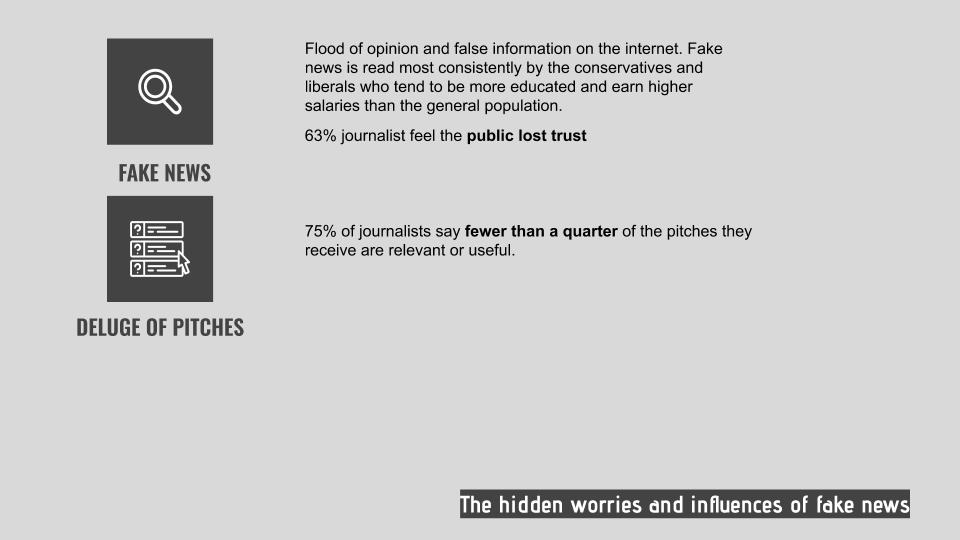 Flood of opinion and false information on the internet. Fake
news is read most consistently by the conservatives and
liberals who tend to be more educated and earn higher
salaries than the general population.
63% journalist feel the public lost trust
FAKE NEWS
75% of journalists say fewer than a quarter of the pitches they
receive are relevant or useful.
DELUGE OF PITCHES
The hidden worries and influences of fake news